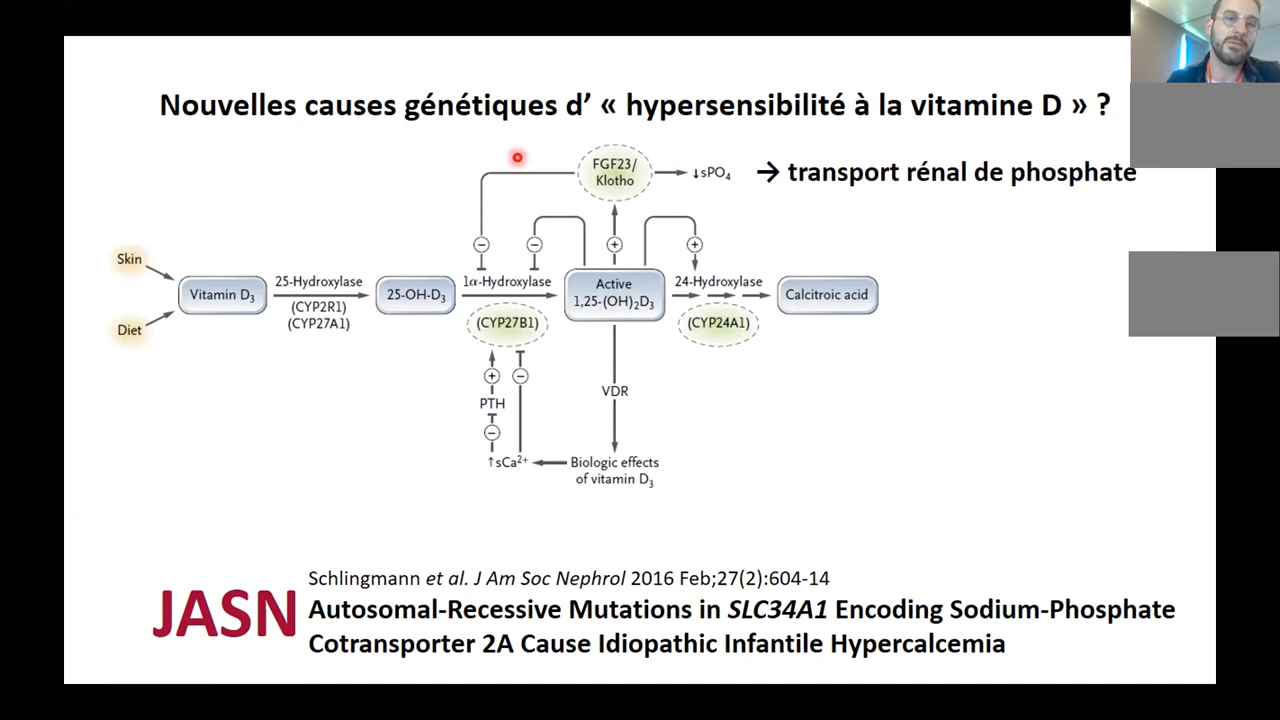 Nouvelles causes génétiques d’ « hypersensibilité à la vitamine D » ?
FGF23/
Klotho
↓sPO₄
→ transport rénal de phosphate
−
−
+
+
Skin
Diet
Vitamin D₃
25-Hydroxylase
(CYP2R1)
(CYP27A1)
25-OH-D₃
1α-Hydroxylase
(CYP27B1)
Active
1,25-(OH)₂D₃
24-Hydroxylase
(CYP24A1)
Calcitroic acid
+
−
PTH
−
VDR
↑sCa²⁺
Biologic effects
of vitamin D₃
Schlingmann et al. J Am Soc Nephrol 2016 Feb;27(2):604-14
JASN
Autosomal-Recessive Mutations in SLC34A1 Encoding Sodium-Phosphate
Cotransporter 2A Cause Idiopathic Infantile Hypercalcemia